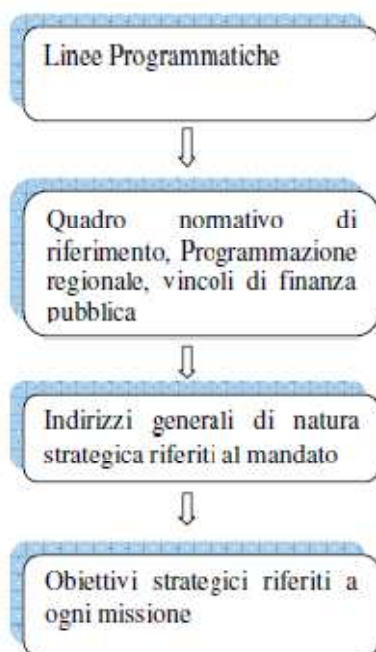 Linee Programmatiche
Quadro normativo di
riferimento, Programmazione
regionale, vincoli di finanza
pubblica
Indirizzi generali di natura
strategica riferiti al mandato
Obiettivi strategici riferiti a
ogni missione